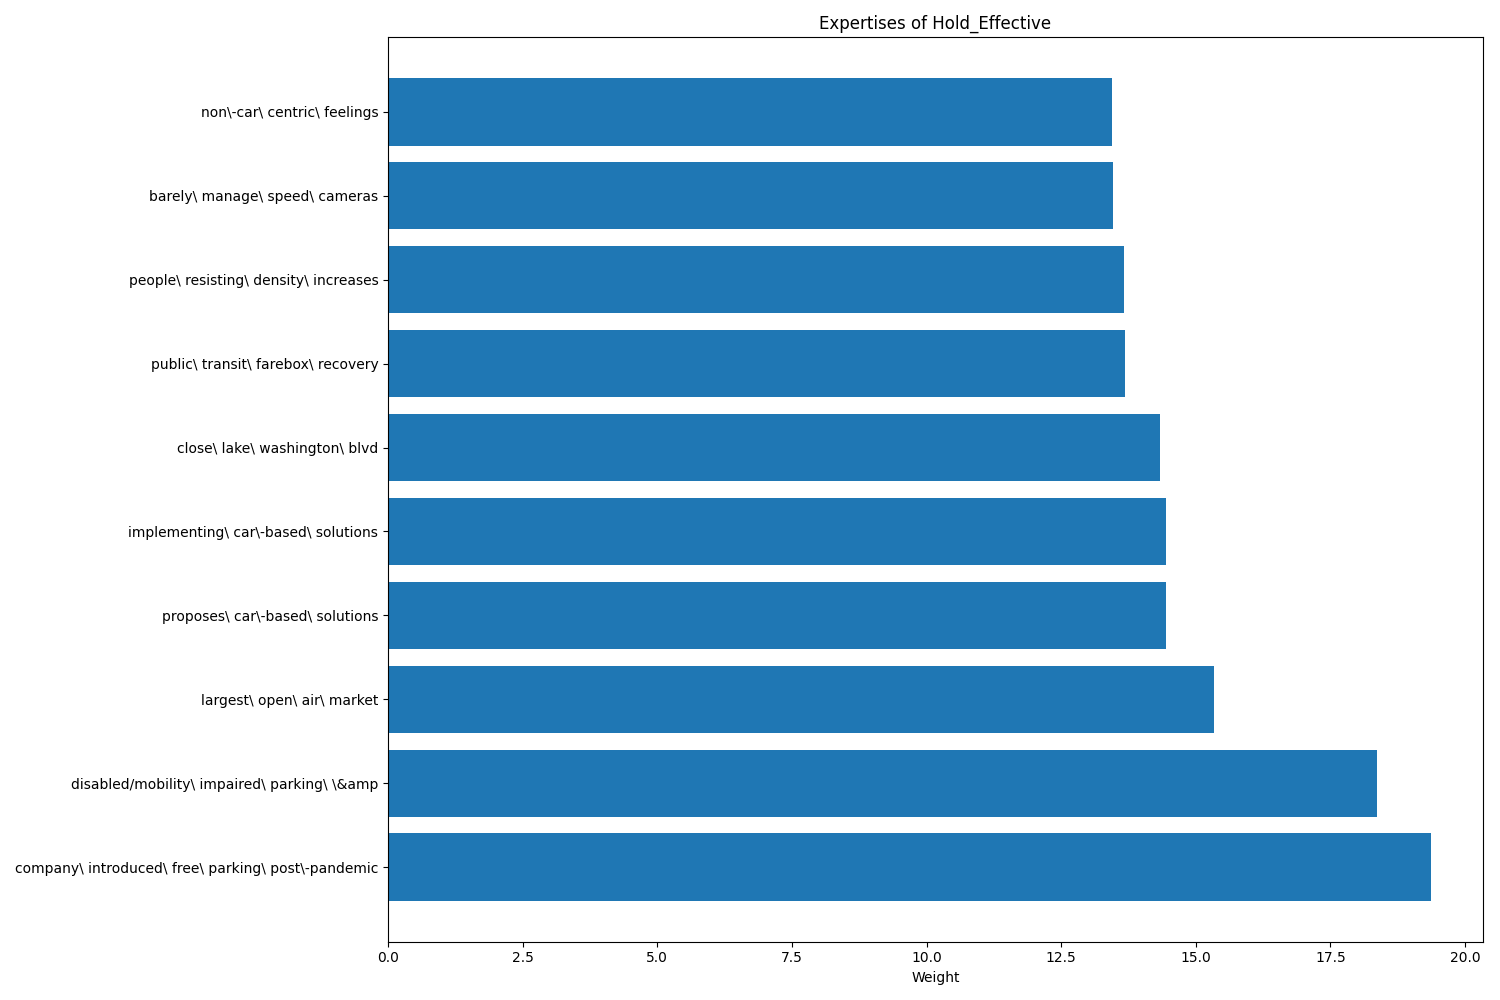 Expertises of Hold_Effective
non\-car\ centric\ feelings
barely\ manage\ speed\ cameras
people\ resisting\ density\ increases
public\ transit\ farebox\ recovery
close\ lake\ washington\ blvd
implementing\ car\-based\ solutions
proposes\ car\-based\ solutions
largest\ open\ air\ market
disabled/mobility\ impaired\ parking\ \&amp
company\ introduced\ free\ parking\ post\-pandemic
0.0 2.5 5.0 7.5 10.0 12.5 15.0 17.5 20.0
Weight